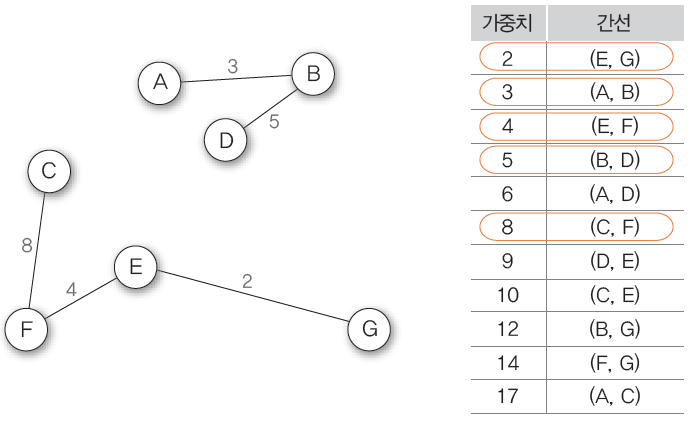 A
3
B
D
5
C
8
F
4
E
2
G
가중치 간선
2 (E, G)
3 (A, B)
4 (E, F)
5 (B, D)
6 (A, D)
8 (C, F)
9 (D, E)
10 (C, E)
12 (B, G)
14 (F, G)
17 (A, C)